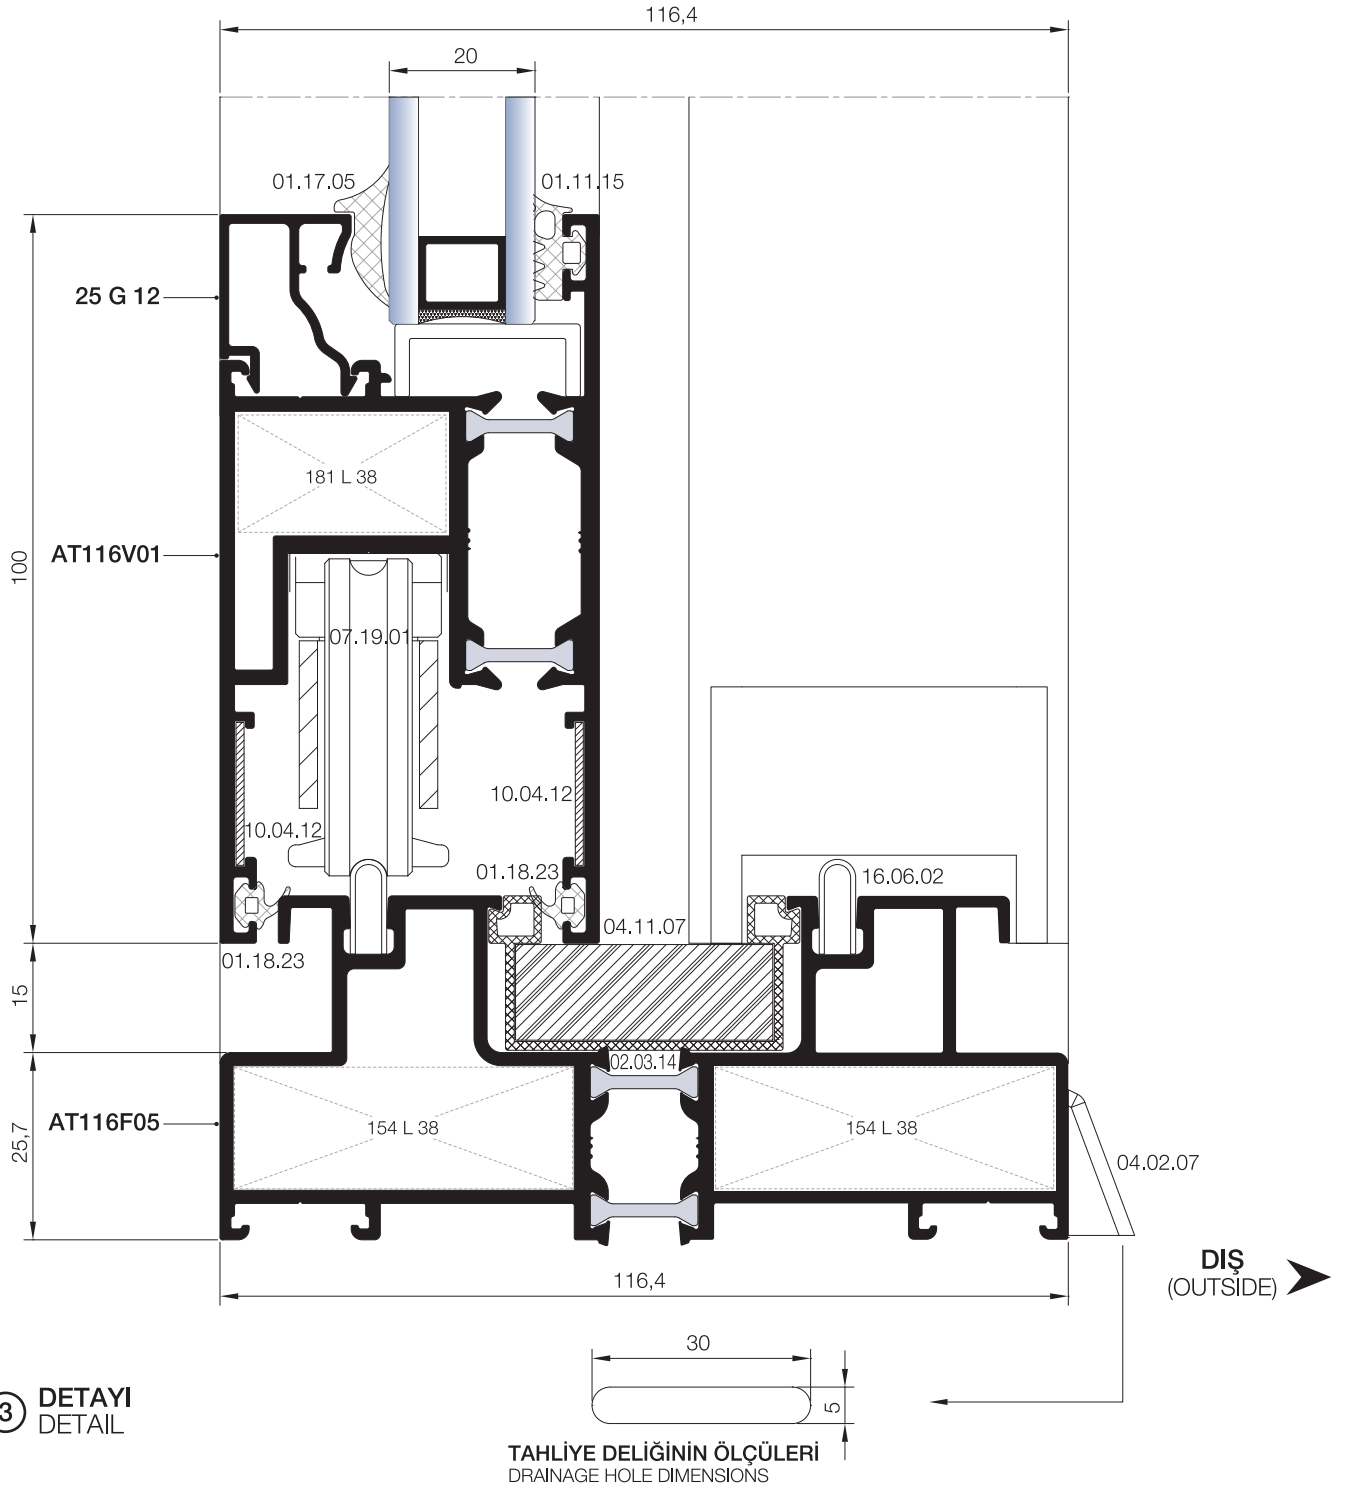 116,4
20
01.17.05
01.11.15
25 G 12
181 L 38
AT116V01
100
07.19.01
10.04.12
10.04.12
01.18.23
16.06.02
04.11.07
01.18.23
15
02.03.14
AT116F05
154 L 38
154 L 38
25,7
04.02.07
DIŞ
(OUTSIDE)
116,4
30
5
3
DETAYI
DETAIL
TAHLİYE DELİĞİNİN ÖLÇÜLERİ
DRAINAGE HOLE DIMENSIONS